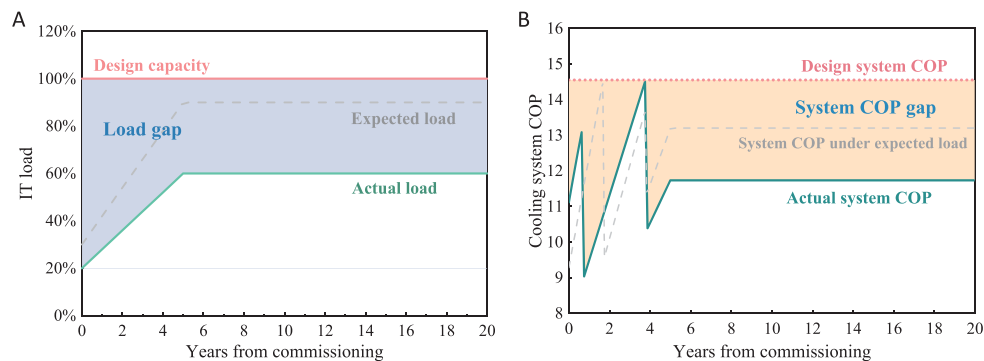 A
120%
100%
80%
60%
40%
20%
0%
IT load
Design capacity
Load gap
Expected load
Actual load
0 2 4 6 8 10 12 14 16 18 20
Years from commissioning
B
16
15
14
13
12
11
10
9
8
Cooling system COP
Design system COP
System COP gap
System COP under expected load
Actual system COP
0 2 4 6 8 10 12 14 16 18 20
Years from commissioning